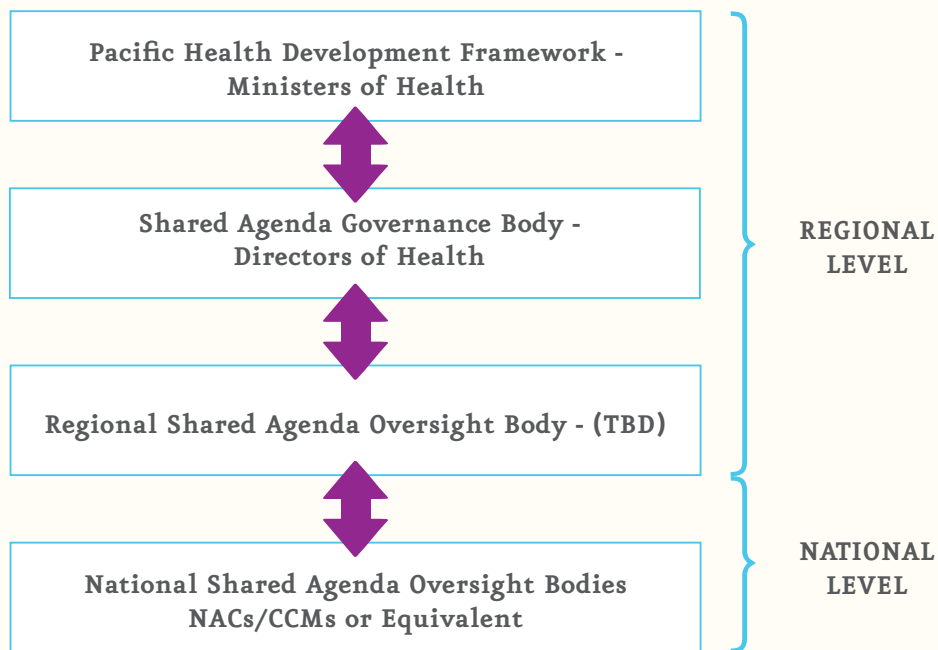 Pacific Health Development Framework -
Ministers of Health
Shared Agenda Governance Body -
Directors of Health
REGIONAL
LEVEL
Regional Shared Agenda Oversight Body - (TBD)
National Shared Agenda Oversight Bodies
NACs/CCMs or Equivalent
NATIONAL
LEVEL